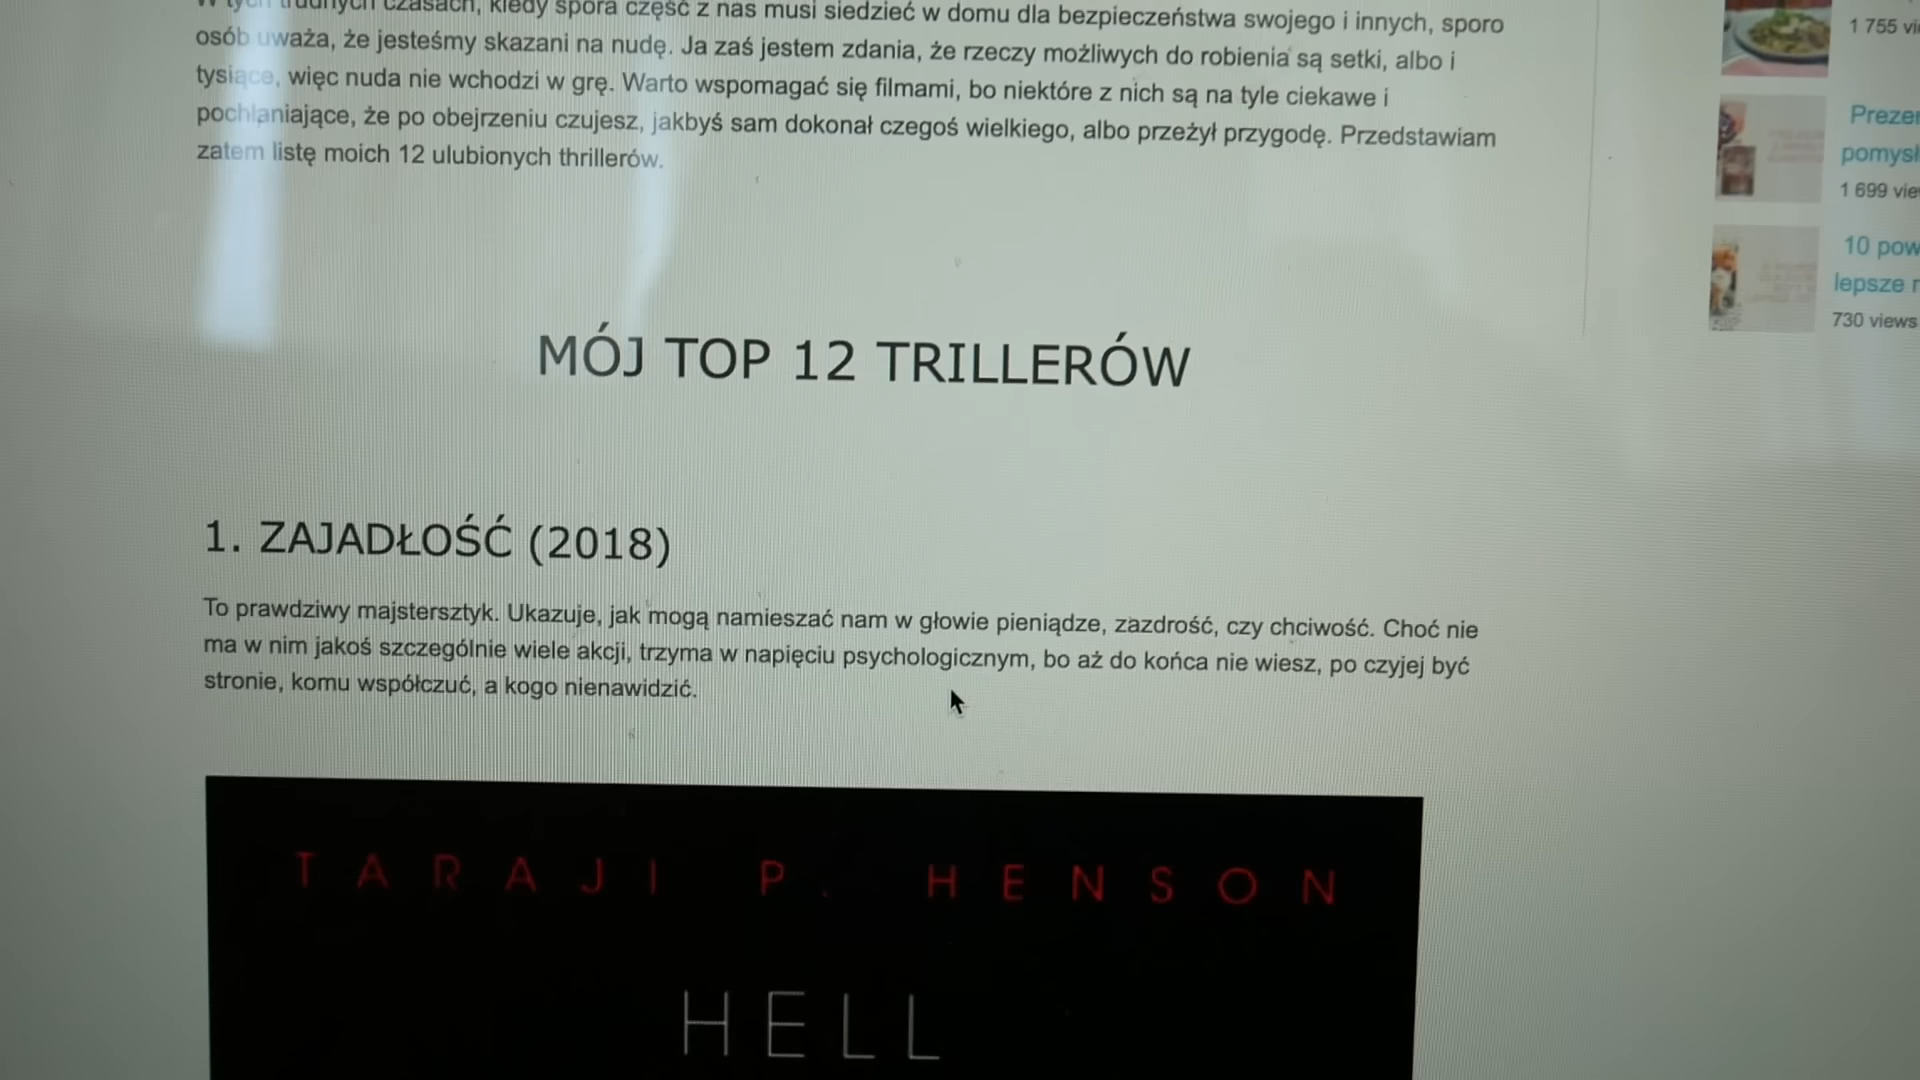 W tych trudnych czasach, kiedy spora część z nas musi siedzieć w domu dla bezpieczeństwa swojego i innych, sporo
osób uważa, że jesteśmy skazani na nudę. Ja zaś jestem zdania, że rzeczy możliwych do robienia są setki, albo i
tysiące, więc nuda nie wchodzi w grę. Warto wspomagać się filmami, bo niektóre z nich są na tyle ciekawe i
pochłaniające, że po obejrzeniu czujesz, jakbyś sam dokonał czegoś wielkiego, albo przeżył przygodę. Przedstawiam
zatem listę moich 12 ulubionych thrillerów.
MÓJ TOP 12 TRILLERÓW
1. ZAJADŁOŚĆ (2018)
To prawdziwy majstersztyk. Ukazuje, jak mogą namieszać nam w głowie pieniądze, zazdrość, czy chciwość. Choć nie
ma w nim jakoś szczególnie wiele akcji, trzyma w napięciu psychologicznym, bo aż do końca nie wiesz, po czyjej być
stronie, komu współczuć, a kogo nienawidzić.
TARAJI P. HENSON
HELL
1 755 vi
Prezen
pomysł
1 699 vie
10 pow
lepsze
730 views